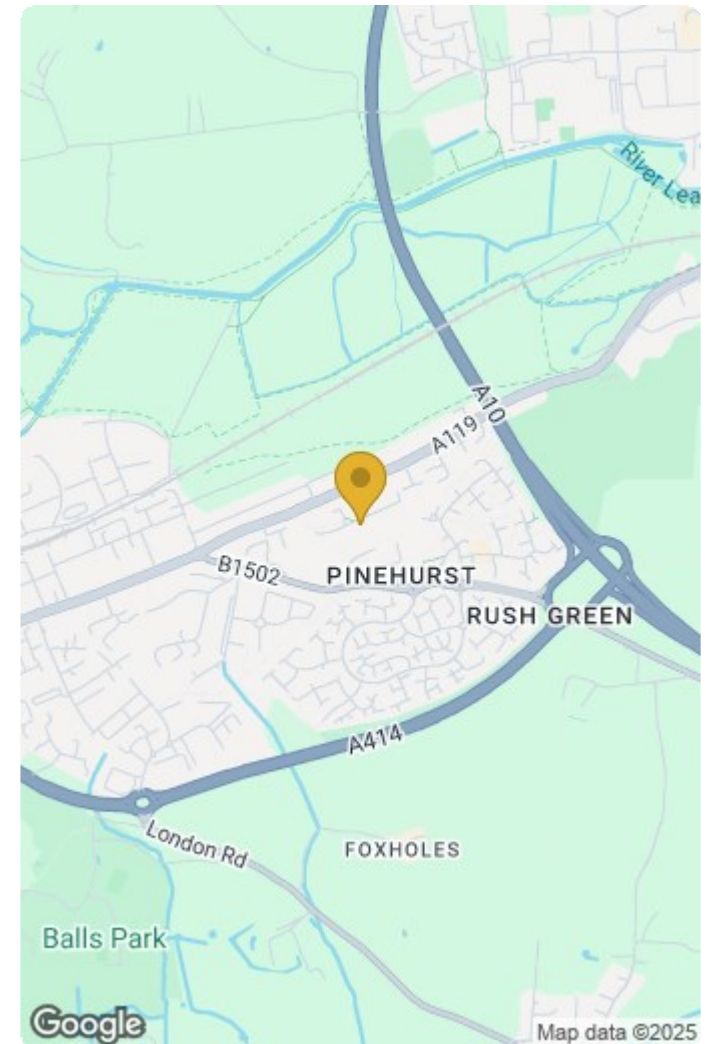 River Lea
A10
A119
B1502
PINEHURST
RUSH GREEN
A414
London Rd
FOXHOLES
Balls Park
Google
Map data ©2025